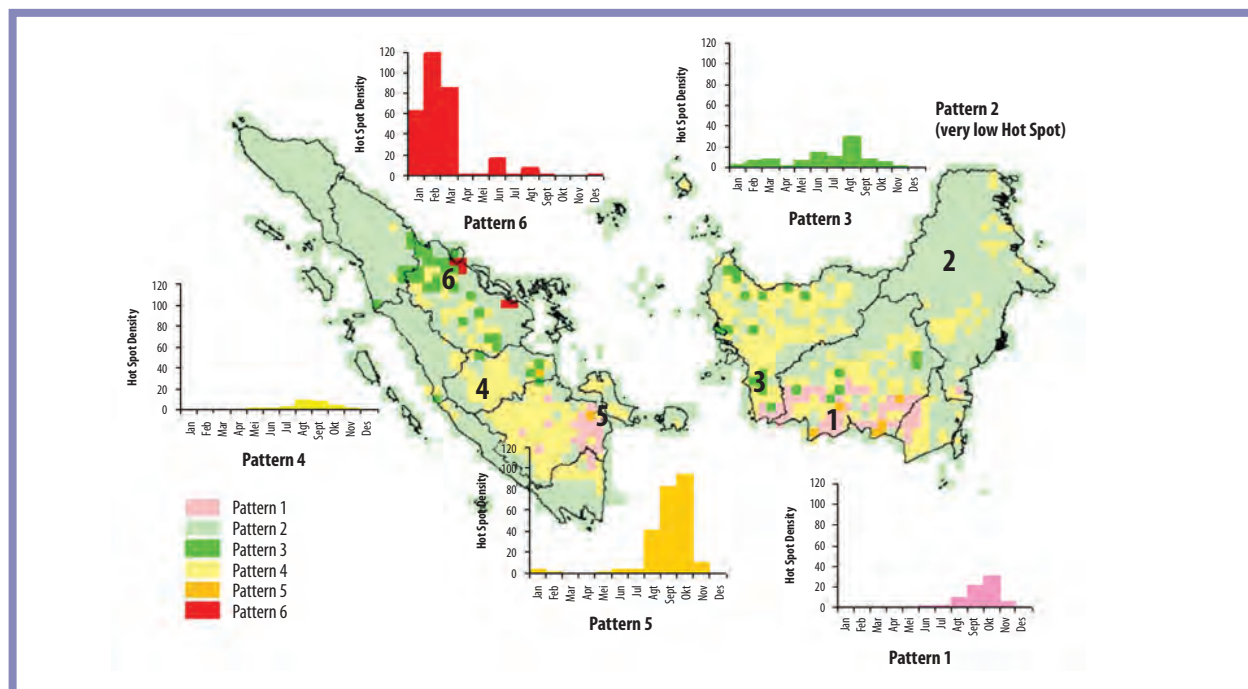 120
100
80
60
40
20
0
Hot Spot Density
Jan
Feb
Mar
Apr
Mei
Jun
Jul
Agt
Sept
Okt
Nov
Des
Pattern 6
120
100
80
60
40
20
0
Hot Spot Density
Jan
Feb
Mar
Apr
Mei
Jun
Jul
Agt
Sept
Okt
Nov
Des
Pattern 3
Pattern 2
(very low Hot Spot)
6
2
4
5
3
1
120
100
80
60
40
20
0
Hot Spot Density
Jan
Feb
Mar
Apr
Mei
Jun
Jul
Agt
Sept
Okt
Nov
Des
Pattern 4
Pattern 1
Pattern 2
Pattern 3
Pattern 4
Pattern 5
Pattern 6
120
100
80
60
40
20
0
Hot Spot Density
Jan
Feb
Mar
Apr
Mei
Jun
Jul
Agt
Sept
Okt
Nov
Des
Pattern 5
120
100
80
60
40
20
0
Hot Spot Density
Jan
Feb
Mar
Apr
Mei
Jun
Jul
Agt
Sept
Okt
Nov
Des
Pattern 1